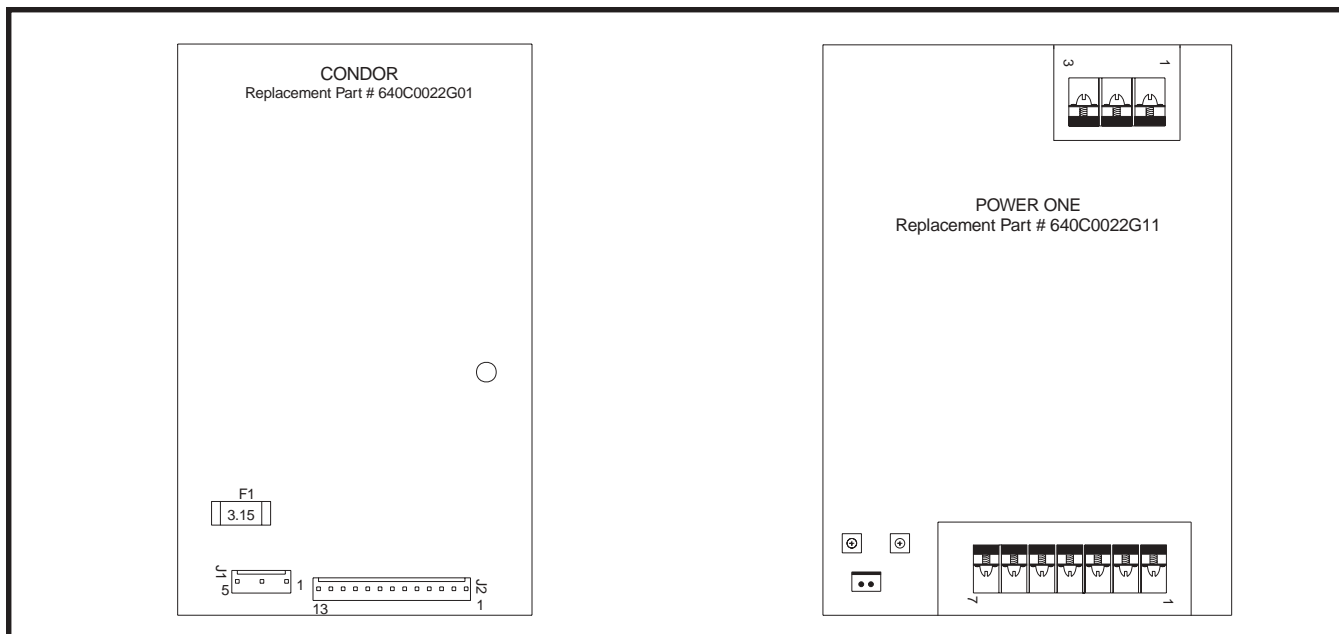 CONDOR
Replacement Part # 640C0022G01
F1
3.15
J1
5
1
13
J2
1
3
1
POWER ONE
Replacement Part # 640C0022G11
7
1